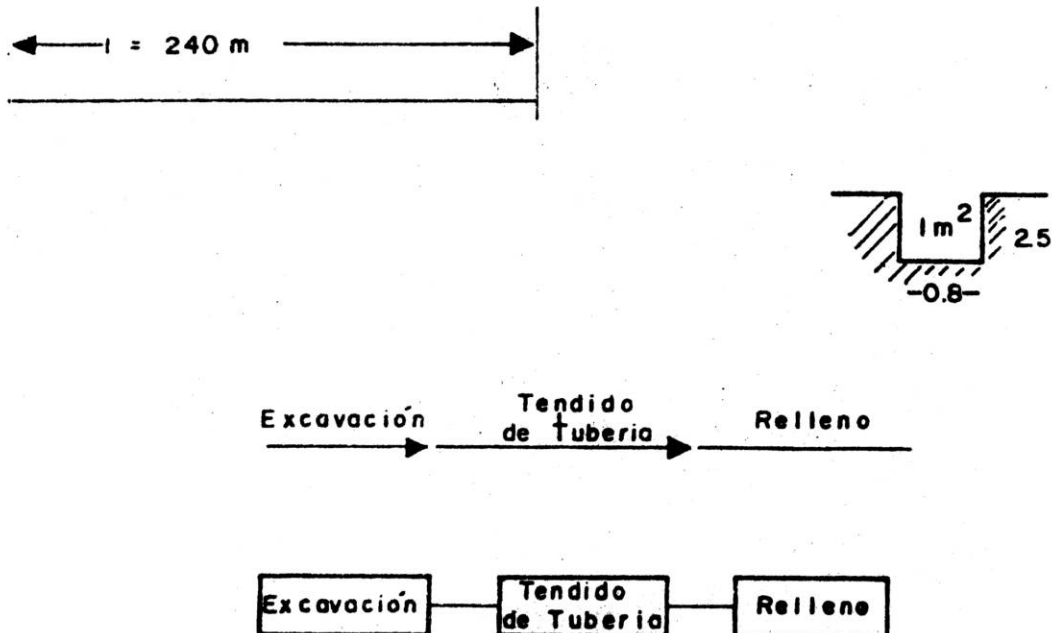 l = 240 m
1m²
2.5
-0.8-
Excavación
Tendido
de tuberia
Relleno
Excavación
Tendido
de Tuberia
Relleno